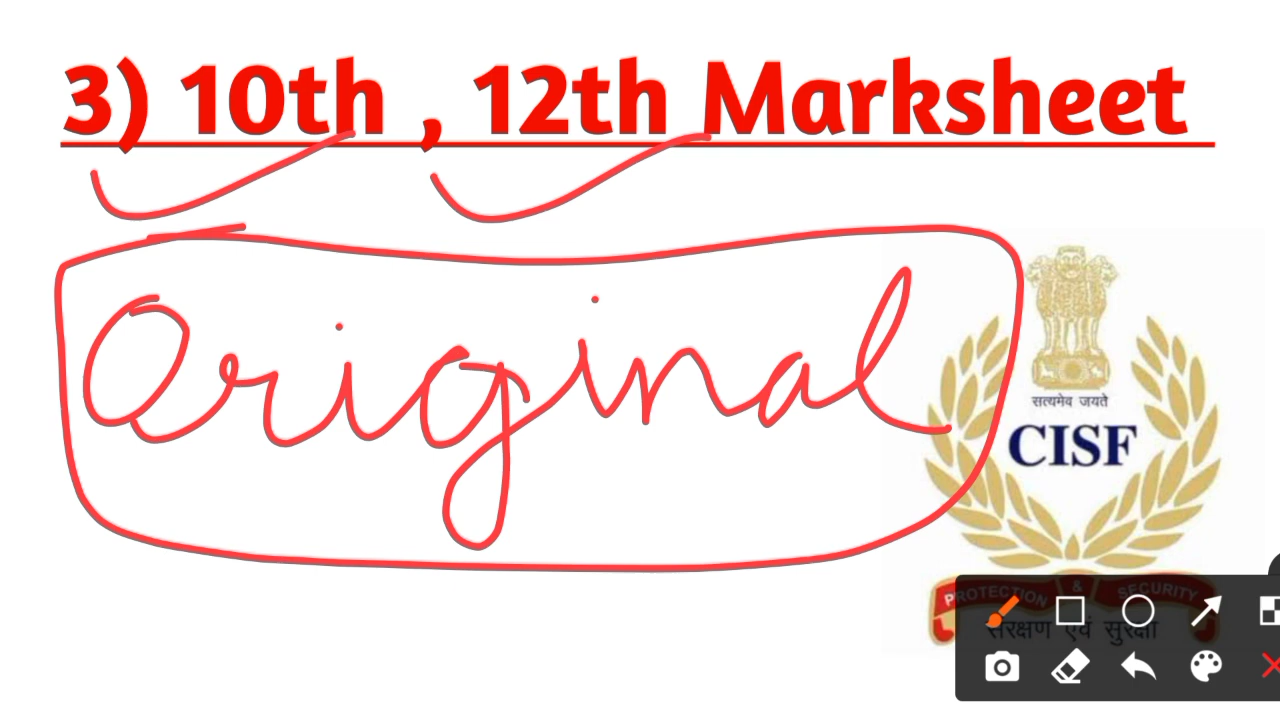 3) 10th , 12th Marksheet
Original
सत्यमेव जयते
CISF
PROTECTION & SECURITY
संरक्षण एवं सुरक्षा